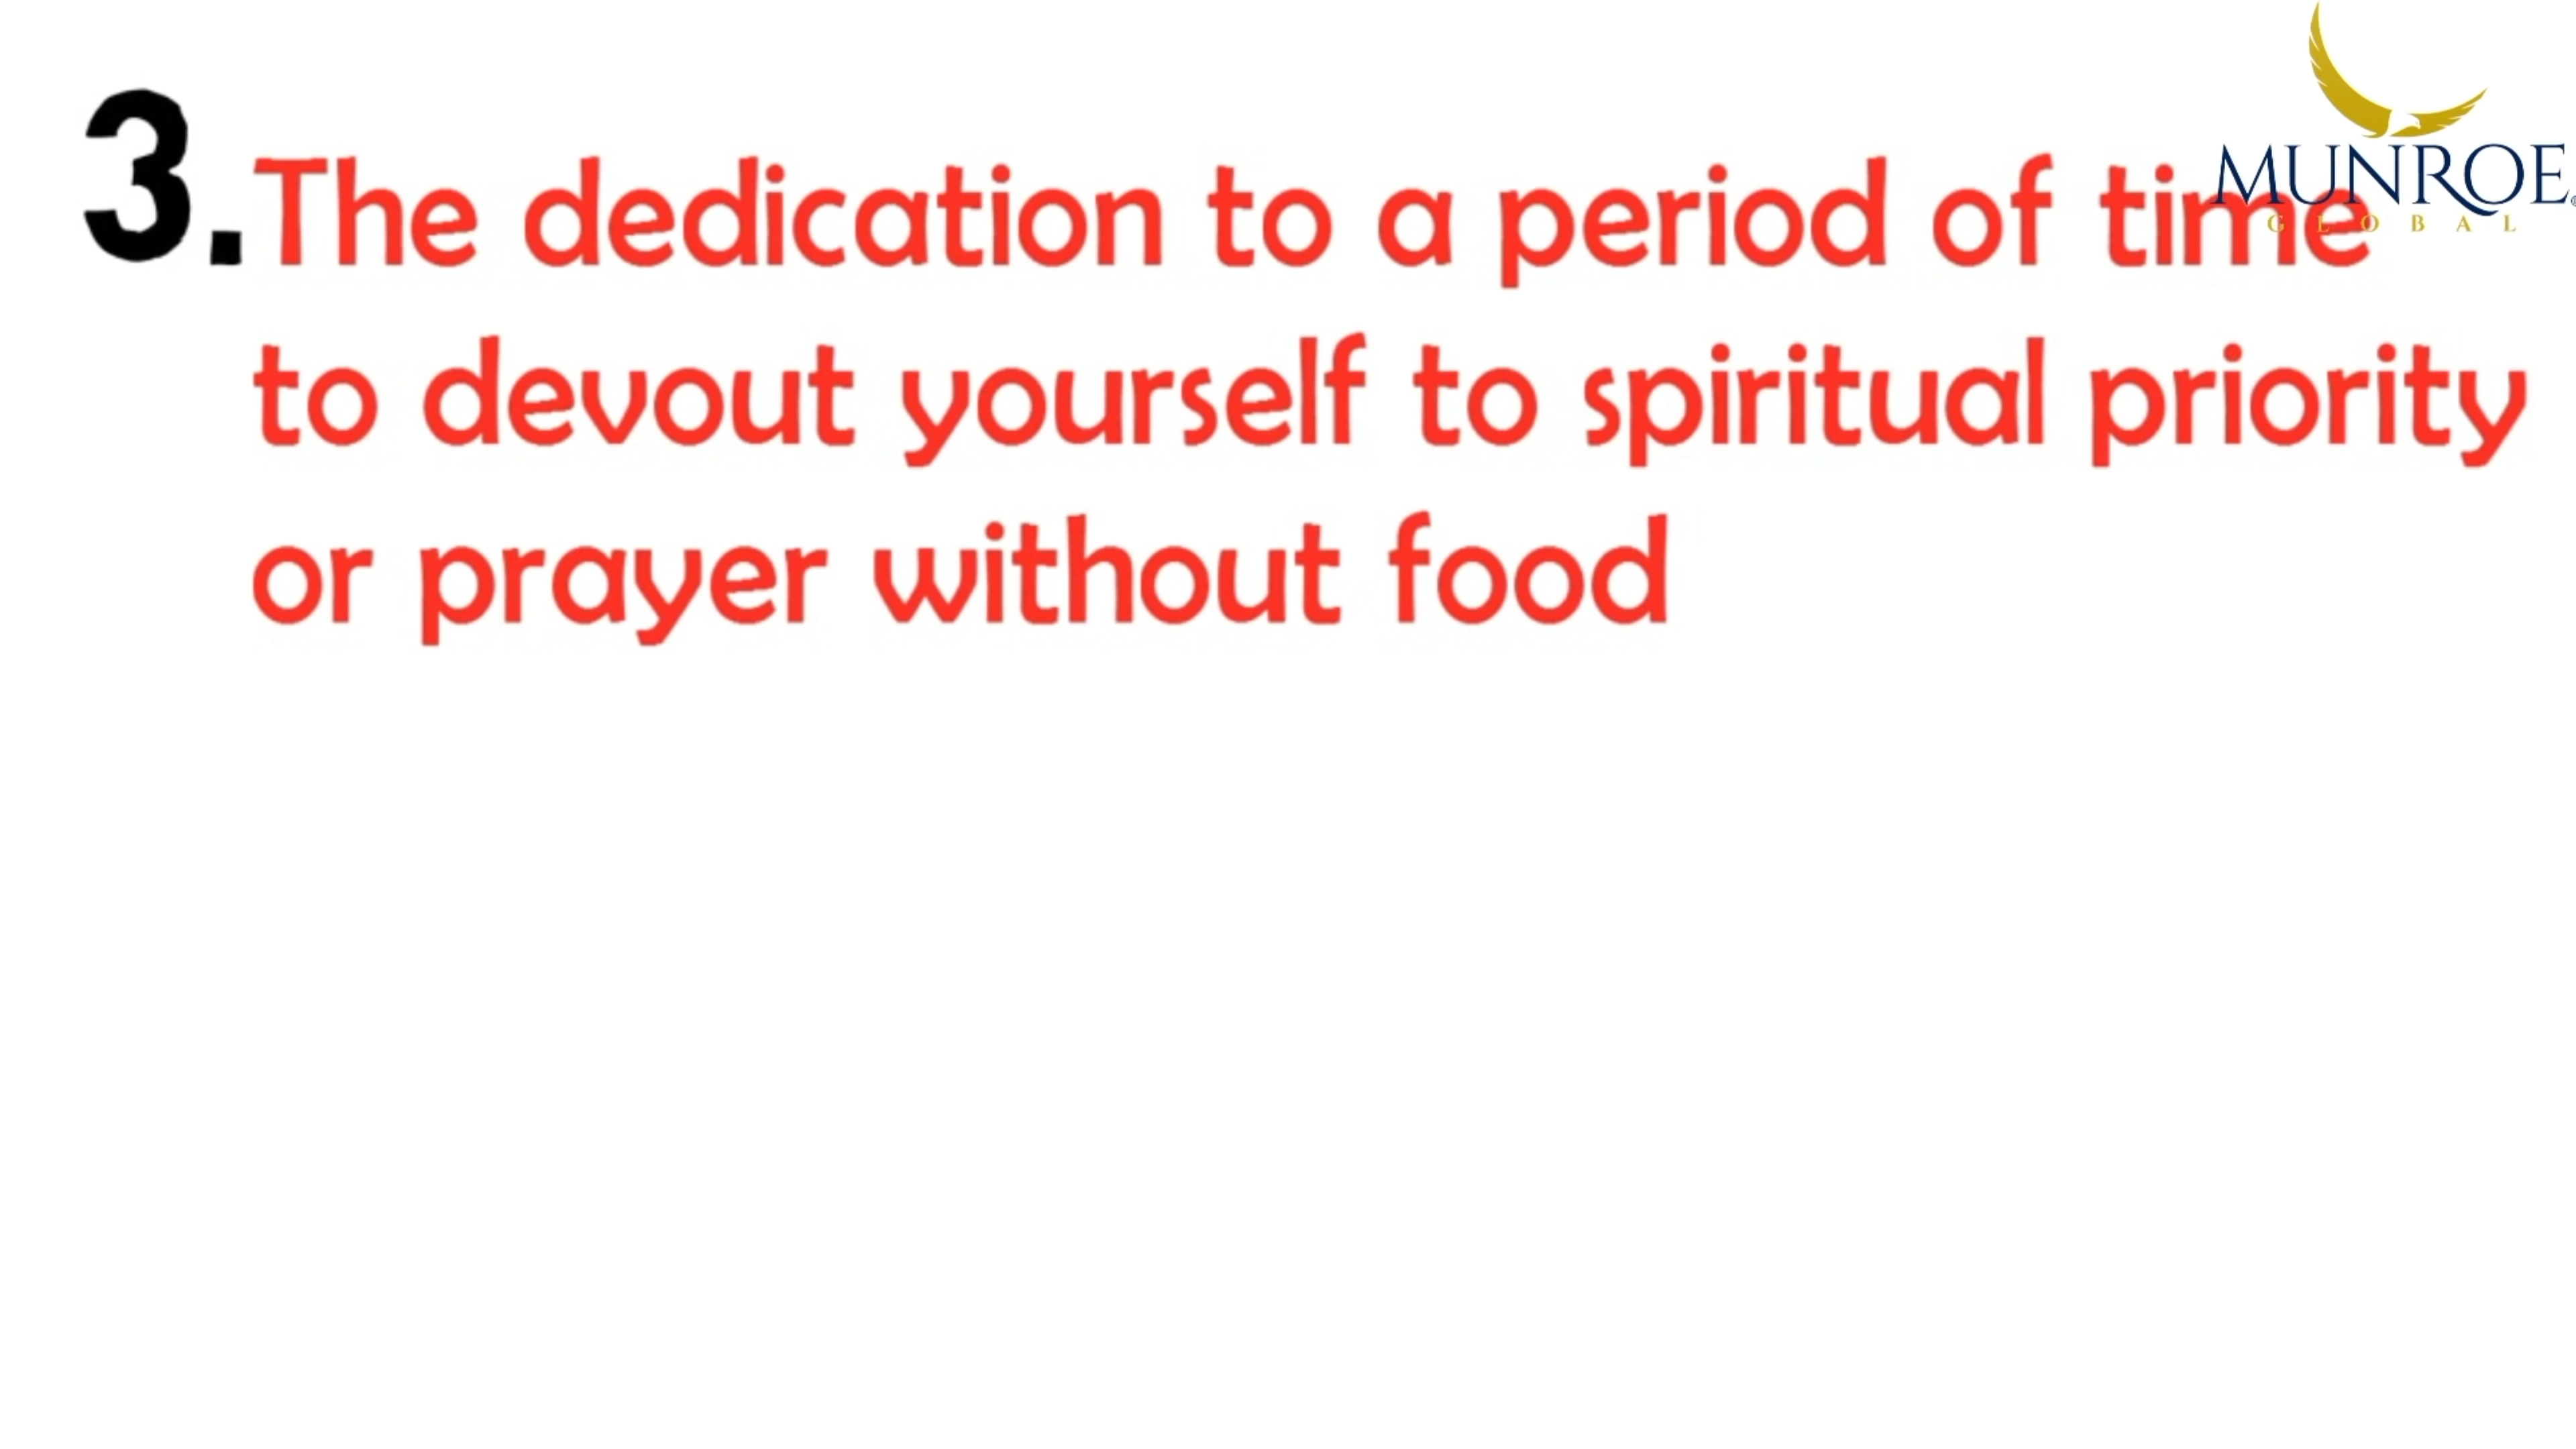 MUNROE
GLOBAL
3. The dedication to a period of time
to devout yourself to spiritual priority
or prayer without food